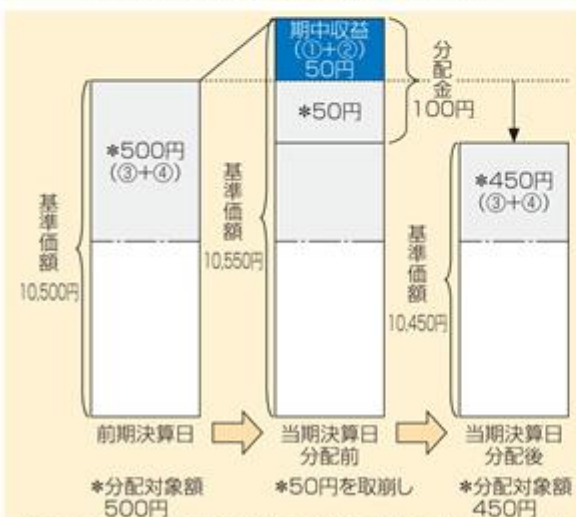 期中収益
(①+②)
50円
*50円
分配金
100円
*500円
(③+④)
基準価額
10,500円
基準価額
10,550円
*450円
(③+④)
基準価額
10,450円
前期決算日
当期決算日
分配前
当期決算日
分配後
*分配対象額
500円
*50円を取崩し
*分配対象額
450円